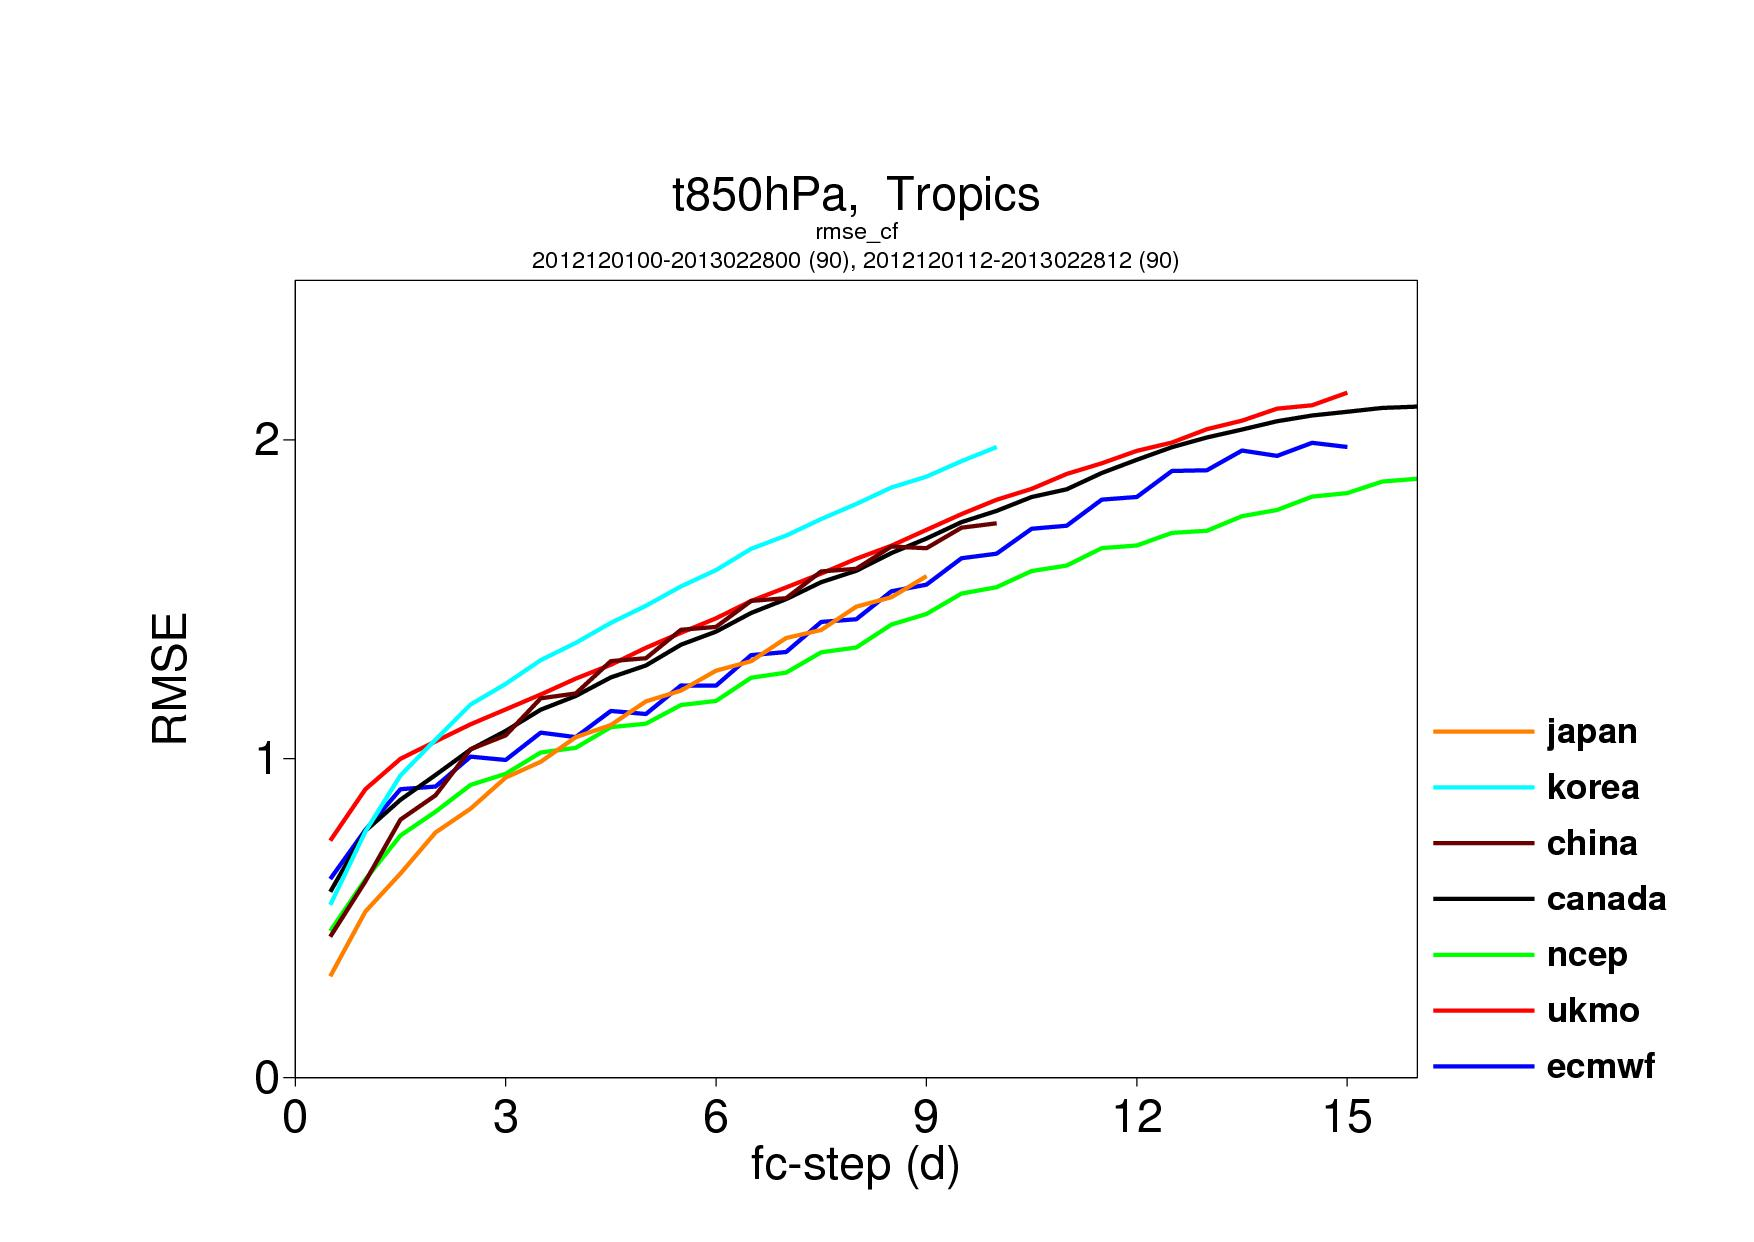 t850hPa, Tropics
rmse_cf
2012120100-2013022800 (90), 2012120112-2013022812 (90)
RMSE
2
1
0
0 3 6 9 12 15
fc-step (d)
japan
korea
china
canada
ncep
ukmo
ecmwf